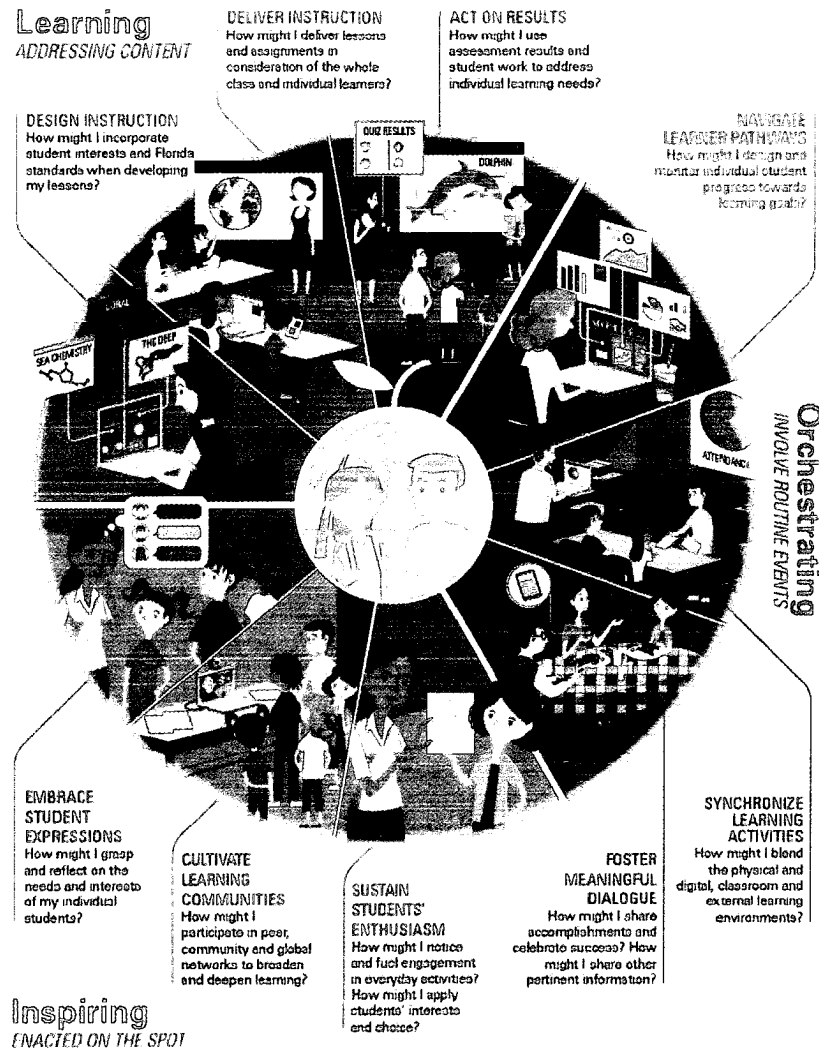 Learning
ADDRESSING CONTENT
DELIVER INSTRUCTION
How might I deliver lessons
and assignments in
consideration of the whole
class and individual learners?
ACT ON RESULTS
How might I use
assessment results and
student work to address
individual learning needs?
DESIGN INSTRUCTION
How might I incorporate
student interests and Florida
standards when developing
my lessons?
NAVIGATE
LEARNER PATHWAYS
How might I design and
monitor individual student
progress towards
learning goals?
QUIZ RESULTS
DOLPHIN
CORAL
SEA CHEMISTRY
THE DEEP
ATTENDANCE
Orchestrating
INVOLVE ROUTINE EVENTS
EMBRACE
STUDENT
EXPRESSIONS
How might I grasp
and reflect on the
needs and interests
of my individual
students?
CULTIVATE
LEARNING
COMMUNITIES
How might I
participate in peer,
community and global
networks to broaden
and deepen learning?
SUSTAIN
STUDENTS'
ENTHUSIASM
How might I notice
and fuel engagement
in everyday activities?
How might I apply
students' interests
and choice?
FOSTER
MEANINGFUL
DIALOGUE
How might I share
accomplishments and
celebrate success? How
might I share other
pertinent information?
SYNCHRONIZE
LEARNING
ACTIVITIES
How might I blend
the physical and
digital, classroom and
external learning
environments?
Inspiring
ENACTED ON THE SPOT